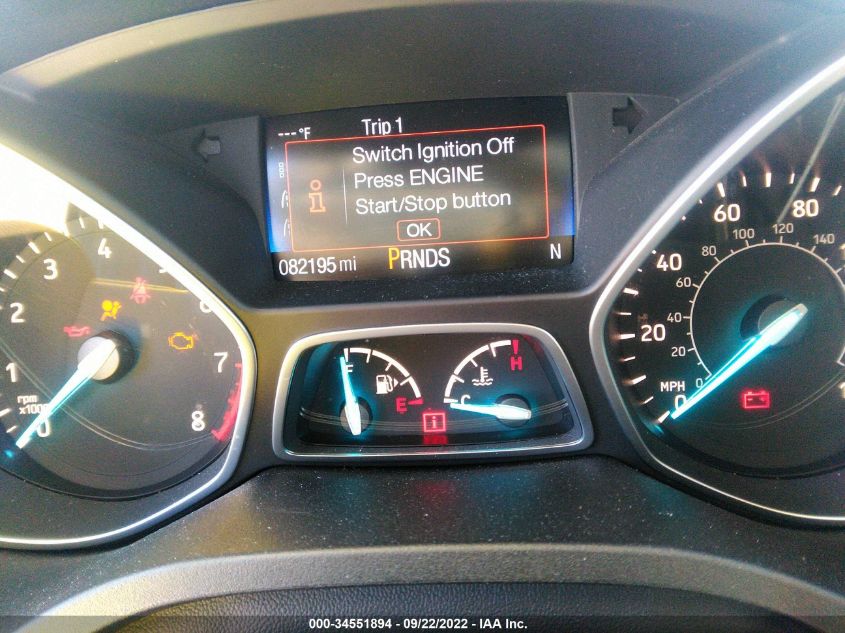 ---°F Trip 1
Switch Ignition Off
Press ENGINE
Start/Stop button
OK
082195 mi PRNDS N
0
1
2
3
4
6
7
8
rpm
x1000
F
E
C
H
0
20
40
60
80
MPH
0
20
40
60
80
100
120
140
000-34551894 - 09/22/2022 - IAA Inc.